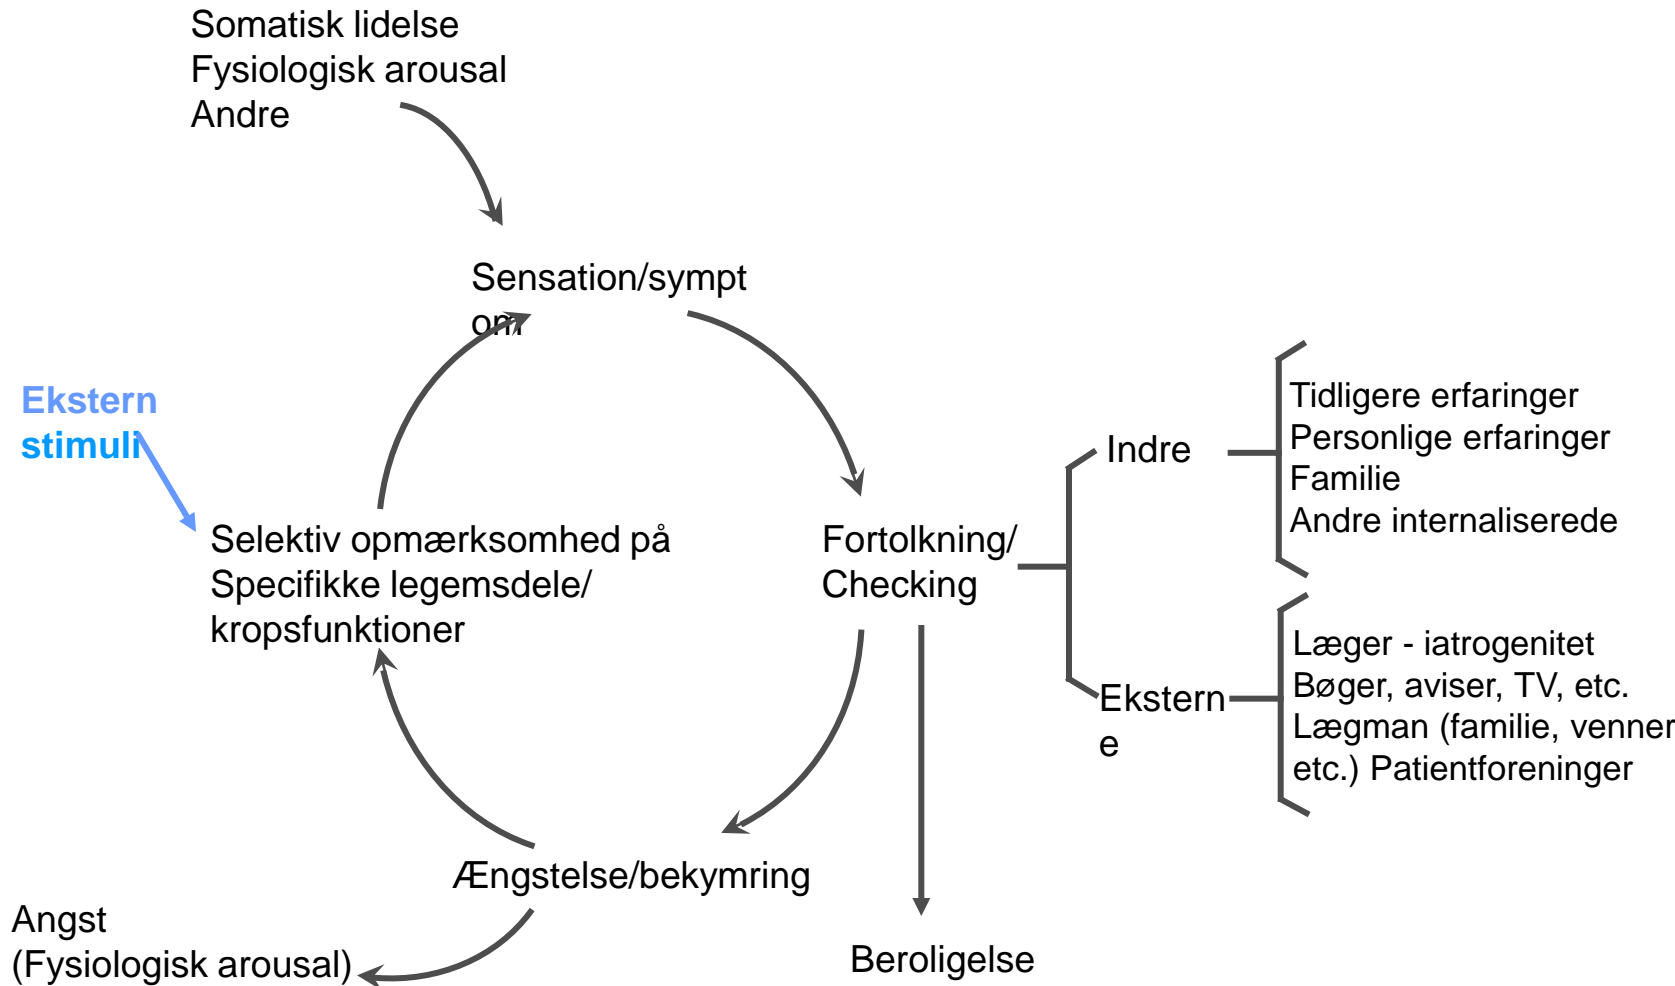 Somatisk lidelse
Fysiologisk arousal
Andre
Sensation/sympt
om
Ekstern
stimuli
Selektiv opmærksomhed på
Specifikke legemsdele/
kropsfunktioner
Fortolkning/
Checking
Indre
Tidligere erfaringer
Personlige erfaringer
Familie
Andre internaliserede
Ekstern
e
Læger - iatrogenitet
Bøger, aviser, TV, etc.
Lægman (familie, venner
etc.) Patientforeninger
Ængstelse/bekymring
Angst
(Fysiologisk arousal)
Beroligelse